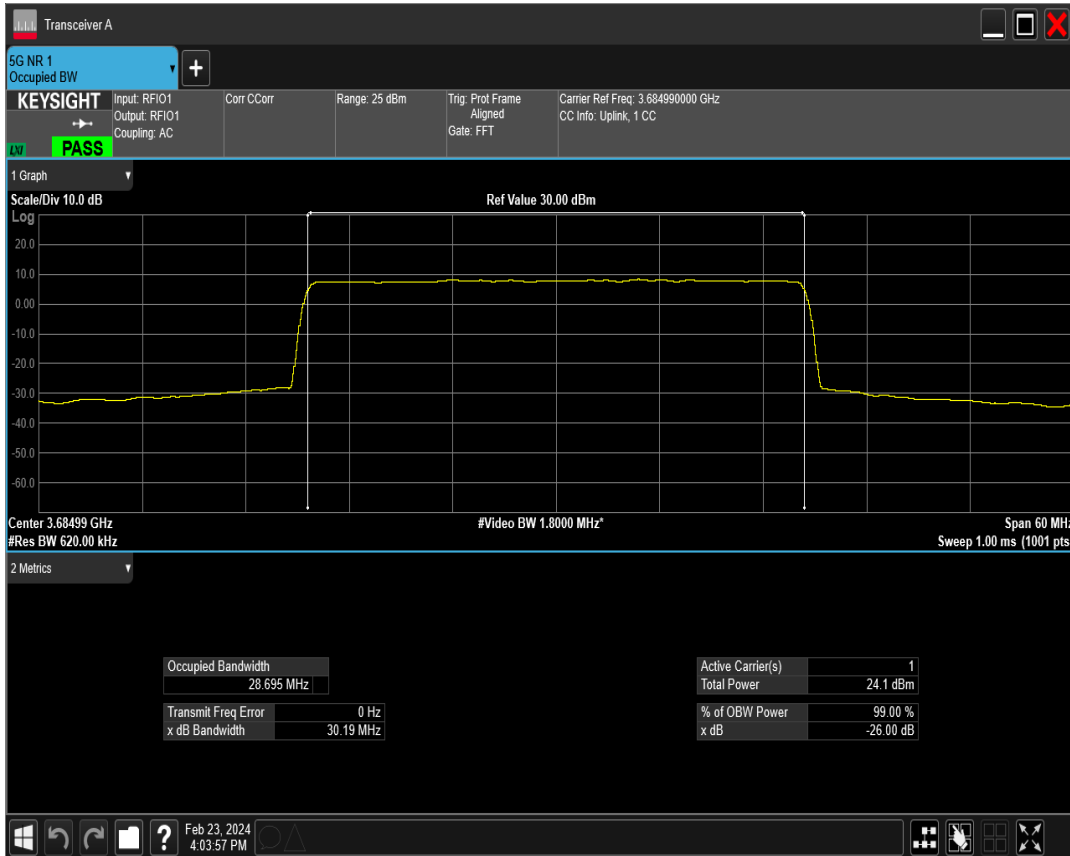 Transceiver A
5G NR 1
Occupied BW
KEYSIGHT
LXI
PASS
Input: RFIO1
Output: RFIO1
Coupling: AC
Corr CCorr
Range: 25 dBm
Trig: Prot Frame
Aligned
Gate: FFT
Carrier Ref Freq: 3.684990000 GHz
CC Info: Uplink, 1 CC
1 Graph
Scale/Div 10.0 dB
Ref Value 30.00 dBm
Log
20.0
10.0
0.00
-10.0
-20.0
-30.0
-40.0
-50.0
-60.0
Center 3.68499 GHz
#Video BW 1.8000 MHz*
Span 60 MHz
#Res BW 620.00 kHz
Sweep 1.00 ms (1001 pts
2 Metrics
Occupied Bandwidth
28.695 MHz
Transmit Freq Error 0 Hz
x dB Bandwidth 30.19 MHz
Active Carrier(s) 1
Total Power 24.1 dBm
% of OBW Power 99.00 %
x dB -26.00 dB
?
Feb 23, 2024
4:03:57 PM